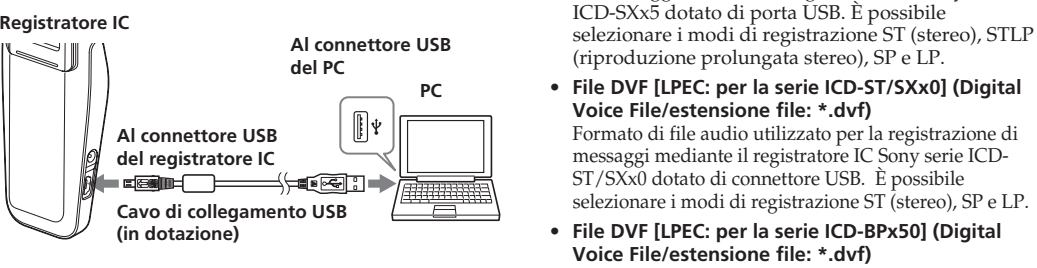 Registratore IC
Al connettore USB
del PC
PC
Al connettore USB
del registratore IC
Cavo di collegamento USB
(in dotazione)
ICD-SXx5 dotato di porta USB. È possibile
selezionare i modi di registrazione ST (stereo), STLP
(riproduzione prolungata stereo), SP e LP.
• File DVF [LPEC: per la serie ICD-ST/SXx0] (Digital
Voice File/estensione file: *.dvf)
Formato di file audio utilizzato per la registrazione di
messaggi mediante il registratore IC Sony serie ICD-
ST/SXx0 dotato di connettore USB. È possibile
selezionare i modi di registrazione ST (stereo), SP e LP.
• File DVF [LPEC: per la serie ICD-BPx50] (Digital
Voice File/estensione file: *.dvf)